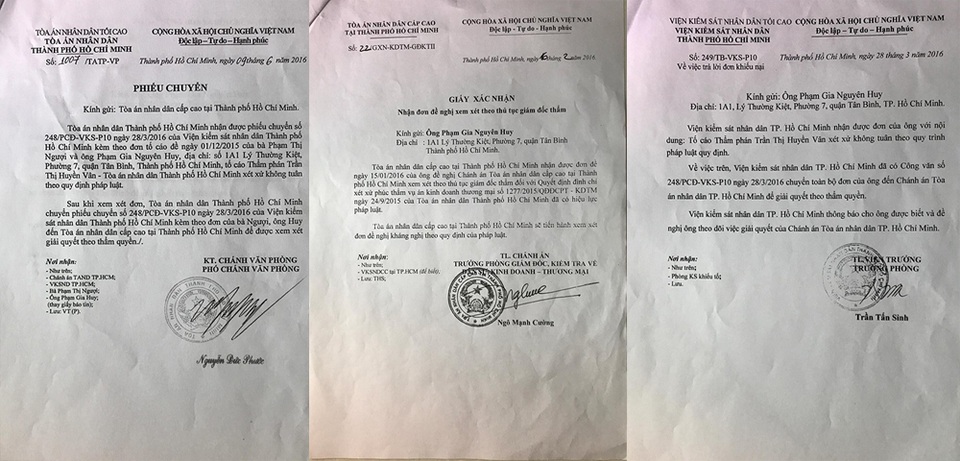 TÒA ÁN NHÂN DÂN TỐI CAO
TÒA ÁN NHÂN DÂN
THÀNH PHỐ HỒ CHÍ MINH
Số: 1007 /TATP-VP
CỘNG HÒA XÃ HỘI CHỦ NGHĨA VIỆT NAM
Độc lập – Tự do - Hạnh phúc
Thành phố Hồ Chí Minh, ngày 09 tháng 6 năm 2016
PHIẾU CHUYỂN
Kính gửi: Tòa án nhân dân cấp cao tại Thành phố Hồ Chí Minh.
Tòa án nhân dân Thành phố Hồ Chí Minh nhận được phiếu chuyển số
248/PCĐ-VKS-P10 ngày 28/3/2016 của Viện kiểm sát nhân dân Thành phố
Hồ Chí Minh kèm theo đơn tố cáo đề ngày 01/12/2015 của bà Phạm Thị
Ngượi và ông Phạm Gia Nguyên Huy, địa chỉ: số 1A1 Lý Thường Kiệt,
Phường 7, quận Tân Bình, Thành phố Hồ Chí Minh, tố cáo Thẩm phán Trần
Thị Huyền Vân - Tòa án nhân dân Thành phố Hồ Chí Minh xét xử không tuân
theo quy định pháp luật.
Sau khi xem xét đơn, Tòa án nhân dân Thành phố Hồ Chí Minh
chuyển phiếu chuyển số 248/PCĐ-VKS-P10 ngày 28/3/2016 của Viện kiểm
sát nhân dân Thành phố Hồ Chí Minh kèm theo đơn của bà Ngượi, ông Huy
đến Tòa án nhân dân cấp cao tại Thành phố Hồ Chí Minh để được xem xét
giải quyết theo thẩm quyền./.
Nơi nhận:
- Như trên;
- Chánh án TAND TP.HCM;
- VKSND TP.HCM;
- Bà Phạm Thị Ngượi;
- Ông Phạm Gia Huy;
(thay giấy báo tin);
- Lưu: VT (P).
KT. CHÁNH VĂN PHÒNG
PHÓ CHÁNH VĂN PHÒNG
Nguyễn Đức Phước
TÒA ÁN NHÂN DÂN CẤP CAO
TẠI THÀNH PHỐ HỒ CHÍ MINH
Số: 22/GXN-KDTM-GĐKTII
CỘNG HÒA XÃ HỘI CHỦ NGHĨA VIỆT NAM
Độc lập - Tự do - Hạnh phúc
Thành phố Hồ Chí Minh, ngày 6 tháng 2 năm 2016
GIẤY XÁC NHẬN
Nhận đơn đề nghị xem xét theo thủ tục giám đốc thẩm
Kính gửi: Ông Phạm Gia Nguyên Huy
Địa chỉ : 1A1 Lý Thường Kiệt, Phường 7, quận Tân Bình
Thành phố Hồ Chí Minh.
Tòa án nhân dân cấp cao tại Thành phố Hồ Chí Minh nhận được đơn đề
ngày 15/01/2016 của ông đề nghị Chánh án Tòa án nhân dân cấp cao tại Thành
phố Hồ Chí Minh xem xét theo thủ tục giám đốc thẩm đối với Quyết định đình chỉ
xét xử phúc thẩm vụ án kinh doanh thương mại số 1277/2015/QĐĐCPT - KDTM
ngày 24/9/2015 của Tòa án nhân dân Thành phố Hồ Chí Minh đã có hiệu lực
pháp luật.
Tòa án nhân dân cấp cao tại Thành phố Hồ Chí Minh sẽ tiến hành xem xét
đơn đề nghị kháng nghị theo quy định của pháp luật.
Nơi nhận:
- Như trên;
- VKSNDCC tại TP.HCM (để biết);
- Lưu: THS;
TL. CHÁNH ÁN
TRƯỞNG PHÒNG GIÁM ĐỐC, KIỂM TRA VỀ
DÂN SỰ, KINH DOANH – THƯƠNG MẠI
Ngô Mạnh Cường
VIỆN KIỂM SÁT NHÂN DÂN TỐI CAO
VIỆN KIỂM SÁT NHÂN DÂN
THÀNH PHỐ HỒ CHÍ MINH
Số: 249/TB-VKS-P10
Về việc trả lời đơn khiếu nại
CỘNG HÒA XÃ HỘI CHỦ NGHĨA VIỆT NAM
Độc lập - Tự do - Hạnh phúc
Thành phố Hồ Chí Minh, ngày 28 tháng 3 năm 2016
Kính gửi: Ông Phạm Gia Nguyên Huy
Địa chỉ: 1A1, Lý Thường Kiệt, Phường 7, quận Tân Bình, TP. Hồ Chí Minh.
Viện kiểm sát nhân dân TP. Hồ Chí Minh nhận được đơn của ông với nội
dung: Tố cáo Thẩm phán Trần Thị Huyền Vân xét xử không tuân theo quy trình
pháp luật quy định.
Về việc trên, Viện kiểm sát nhân dân TP. Hồ Chí Minh đã có Công văn số
248/PCĐ-VKS-P10 ngày 28/3/2016 chuyển toàn bộ đơn của ông đến Chánh án Tòa
án nhân dân TP. Hồ Chí Minh để giải quyết theo thẩm quyền.
Viện kiểm sát nhân dân TP. Hồ Chí Minh thông báo cho ông được biết và đề
nghị ông theo dõi việc giải quyết của Chánh án Tòa án nhân dân TP. Hồ Chí Minh.
Nơi nhận:
- Như trên;
- Phòng KS khiếu tố;
- Lưu.
TL. VIỆN TRƯỞNG
TRƯỞNG PHÒNG
Trần Tấn Sinh